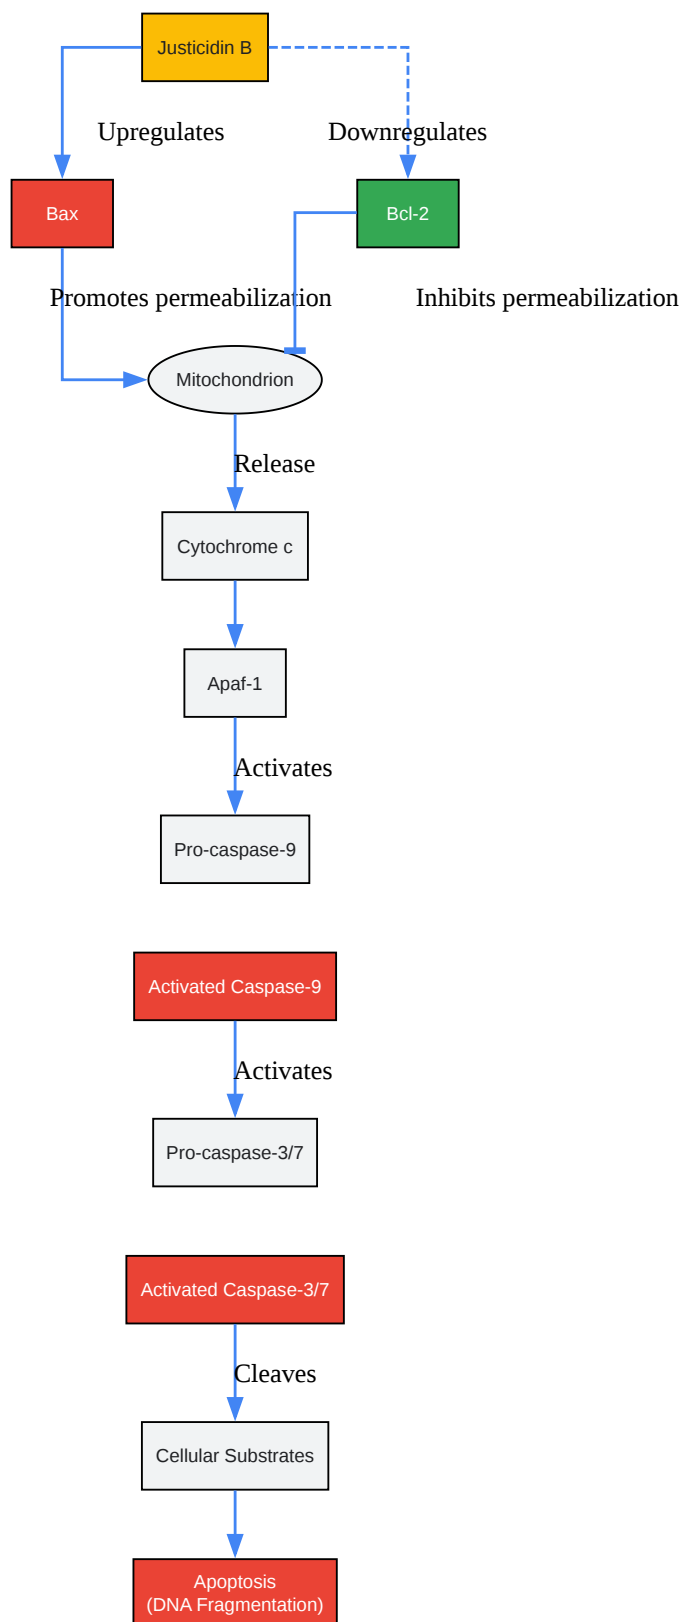 Justicidin B
Upregulates
Downregulates
Bax
Bcl-2
Promotes permeabilization
Inhibits permeabilization
Mitochondrion
Release
Cytochrome c
Apaf-1
Activates
Pro-caspase-9
Activated Caspase-9
Activates
Pro-caspase-3/7
Activated Caspase-3/7
Cleaves
Cellular Substrates
Apoptosis
(DNA Fragmentation)